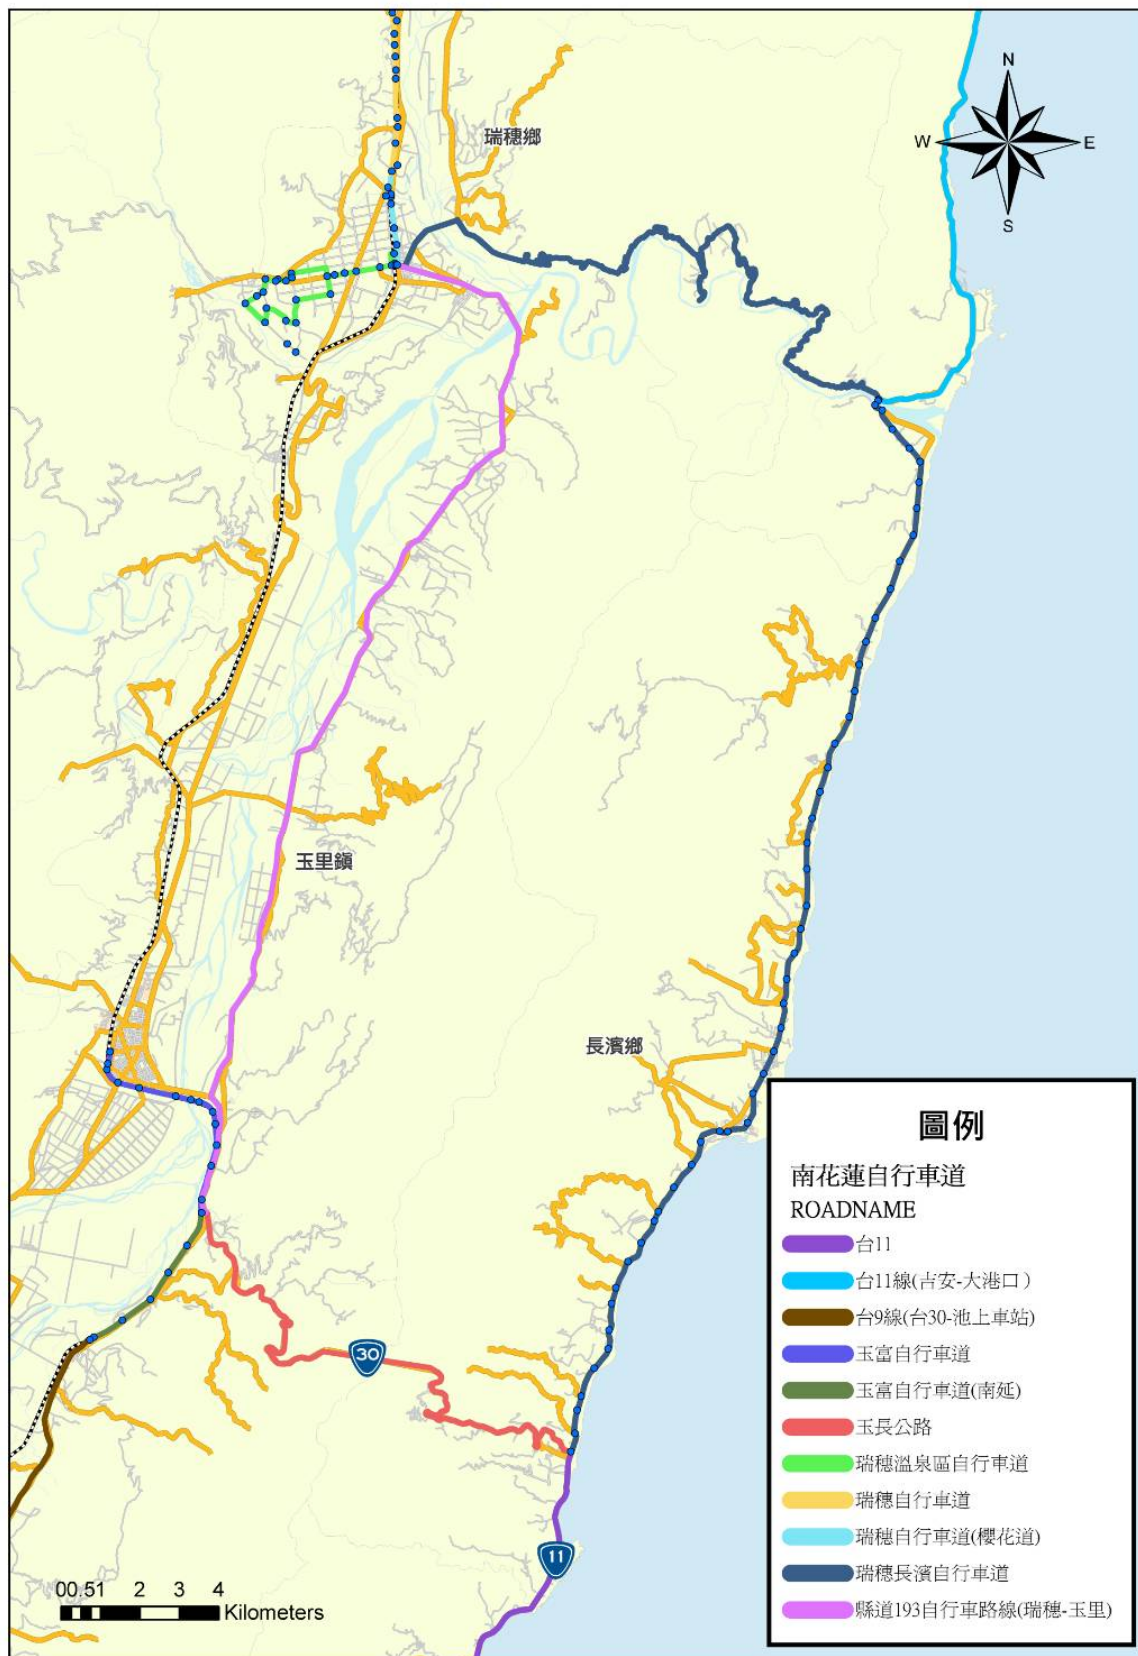 N
W E
S
瑞穗鄉
玉里鎮
長濱鄉
30
11
00.51 2 3 4
Kilometers
圖例
南花蓮自行車道
ROADNAME
台11
台11線(吉安-大港口)
台9線(台30-池上車站)
玉富自行車道
玉富自行車道(南延)
玉長公路
瑞穗溫泉區自行車道
瑞穗自行車道
瑞穗自行車道(櫻花道)
瑞穗長濱自行車道
縣道193自行車路線(瑞穗-玉里)